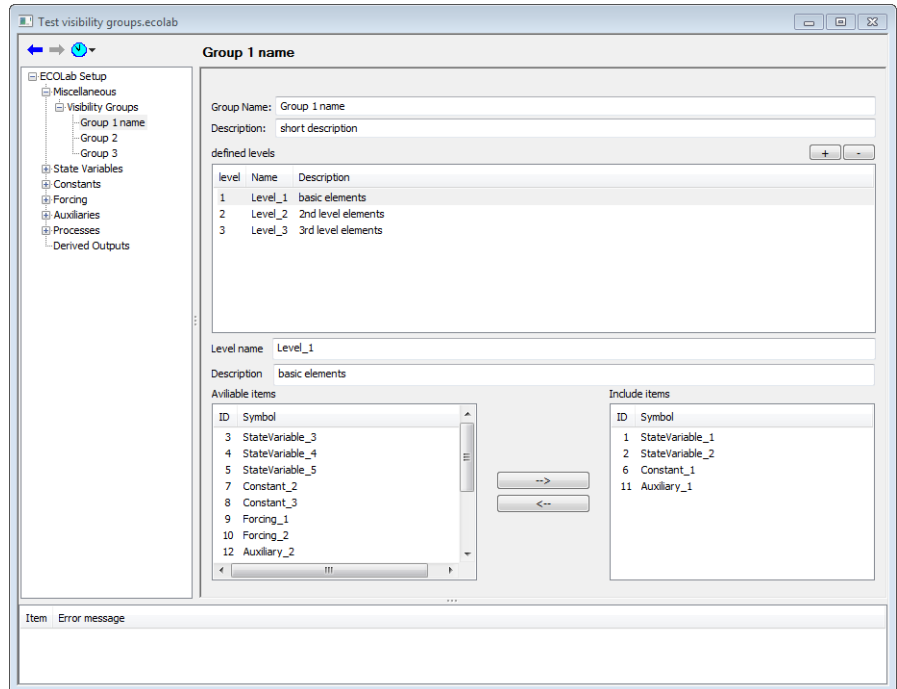 Test visibility groups.ecolab
Group 1 name
ECOLab Setup
Miscellaneous
Visibility Groups
Group 1 name
Group 2
Group 3
State Variables
Constants
Forcing
Auxiliaries
Processes
Derived Outputs
Group Name: Group 1 name
Description: short description
defined levels + -
level Name Description
1 Level_1 basic elements
2 Level_2 2nd level elements
3 Level_3 3rd level elements
Level name Level_1
Description basic elements
Aviliable items
ID Symbol
3 StateVariable_3
4 StateVariable_4
5 StateVariable_5
7 Constant_2
8 Constant_3
9 Forcing_1
10 Forcing_2
12 Auxiliary_2
-->
<--
Include items
ID Symbol
1 StateVariable_1
2 StateVariable_2
6 Constant_1
11 Auxiliary_1
Item Error message